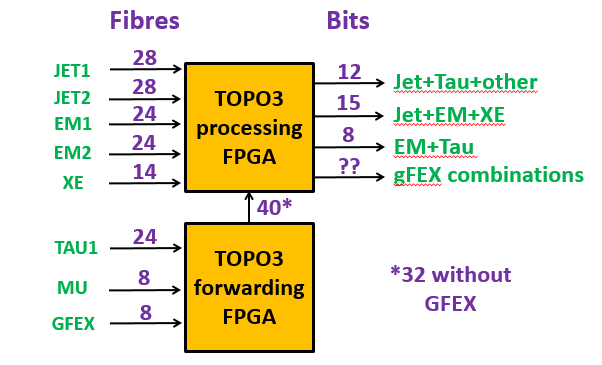 Fibres
Bits
JET1 28
JET2 28
EM1 24
EM2 24
XE 14
TOPO3
processing
FPGA
12 Jet+Tau+other
15 Jet+EM+XE
8 EM+Tau
?? gFEX combinations
40*
TAU1 24
MU 8
GFEX 8
TOPO3
forwarding
FPGA
*32 without
GFEX